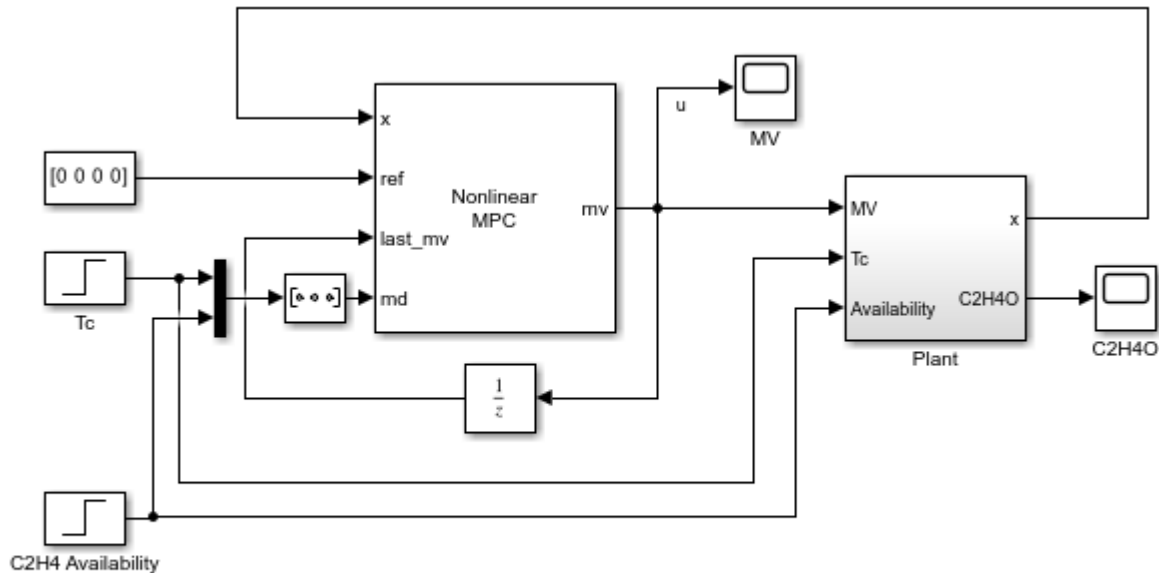 u
MV
x
[0 0 0 0]
ref
Nonlinear
MPC
mv
MV
x
last_mv
Tc
md
C2H4O
Availability
Tc
Plant
C2H4O
1
z
C2H4 Availability